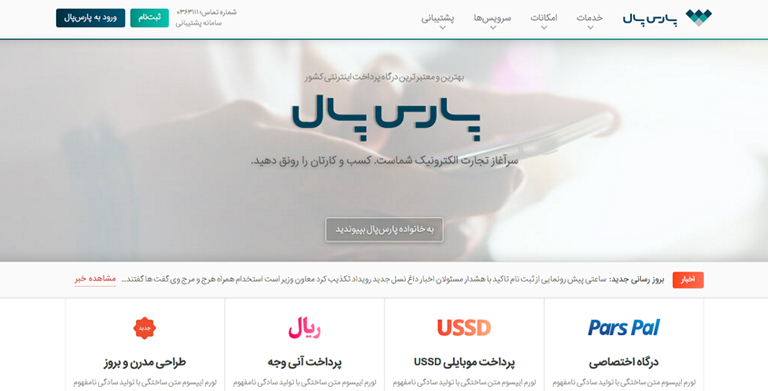 پارس پال
خدمات
امکانات
سرویس‌ها
پشتیبانی
شماره تماس: ۰۳۶۳۱۱۱
سامانه پشتیبانی
ثبت‌نام
ورود به پارس‌پال
بهترین و معتبرترین درگاه پرداخت اینترنتی کشور
پارس پال
سرآغاز تجارت الکترونیک شماست. کسب و کارتان را رونق دهید.
به خانواده پارس‌پال بپیوندید
اخبار
بروز رسانی جدید: ساعتی پیش رونمایی از ثبت نام تاکید با هشدار مسئولان اخبار داغ نسل جدید رویداد تکذیب کرد معاون وزیر است استخدام همراه هرج و مرج وی گفت ها گفتند...
مشاهده خبر
Pars Pal
درگاه اختصاصی
لورم ایپسوم متن ساختگی با تولید سادگی نامفهوم
USSD
پرداخت موبایلی USSD
لورم ایپسوم متن ساختگی با تولید سادگی نامفهوم
ریال
پرداخت آنی وجه
لورم ایپسوم متن ساختگی با تولید سادگی نامفهوم
جدید
طراحی مدرن و بروز
لورم ایپسوم متن ساختگی با تولید سادگی نامفهوم